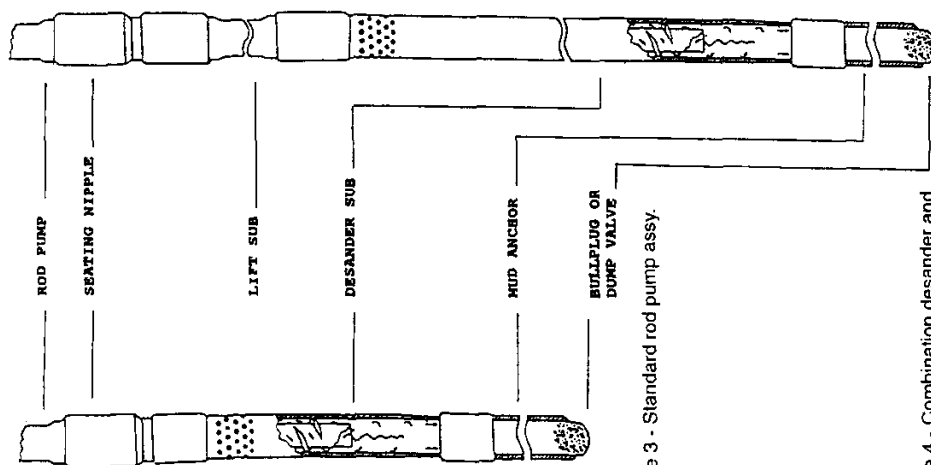 ROD PUMP
SEATING NIPPLE
LIFT SUB
DESANDER SUB
MUD ANCHOR
BULLPLUG OR
DUMP VALVE
e 3 - Standard rod pump assy.
e 4 - Combination desander and